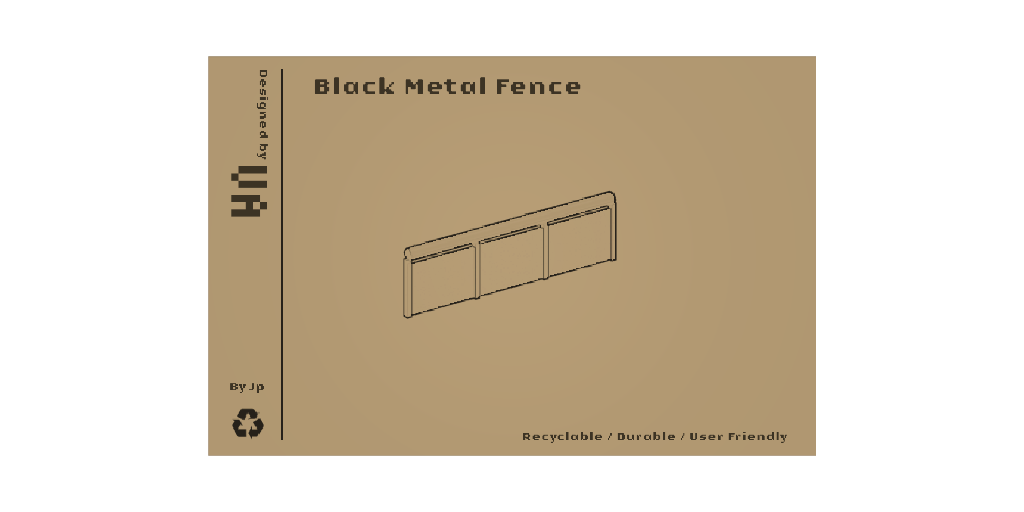 Black Metal Fence
Designed by
By Jp
Recyclable / Durable / User Friendly